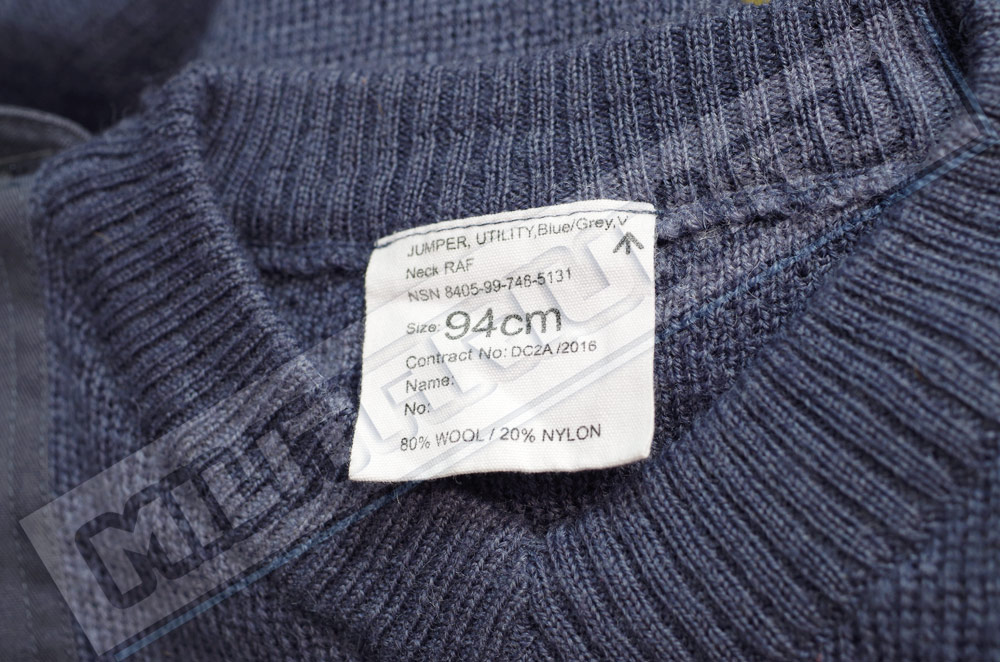 JUMPER, UTILITY,Blue/Grey,V
Neck RAF
NSN 8405-99-748-5131
Size: 94cm
Contract No: DC2A /2016
Name:
No:
80% WOOL / 20% NYLON